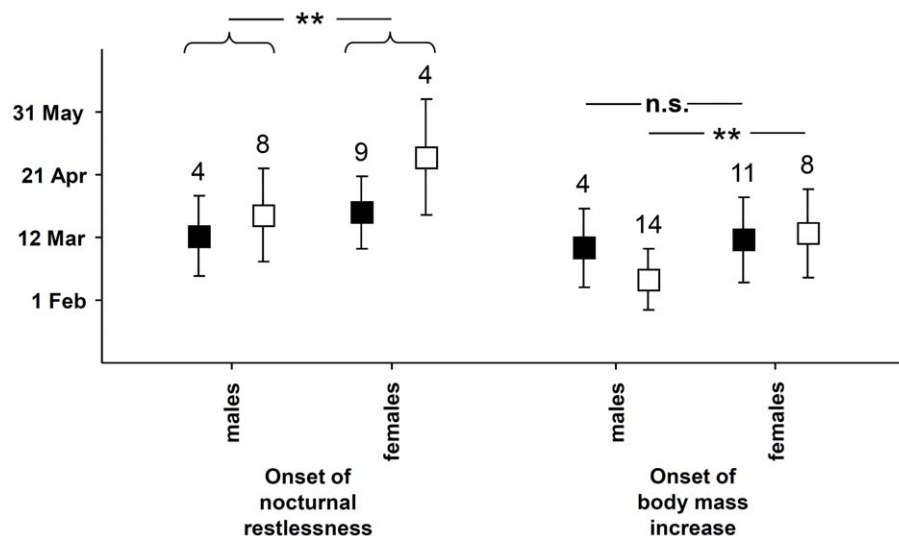 **
4
31 May
n.s.
8
9
**
21 Apr
4
4
11
8
14
12 Mar
1 Feb
males
females
males
females
Onset of
nocturnal
restlessness
Onset of
body mass
increase